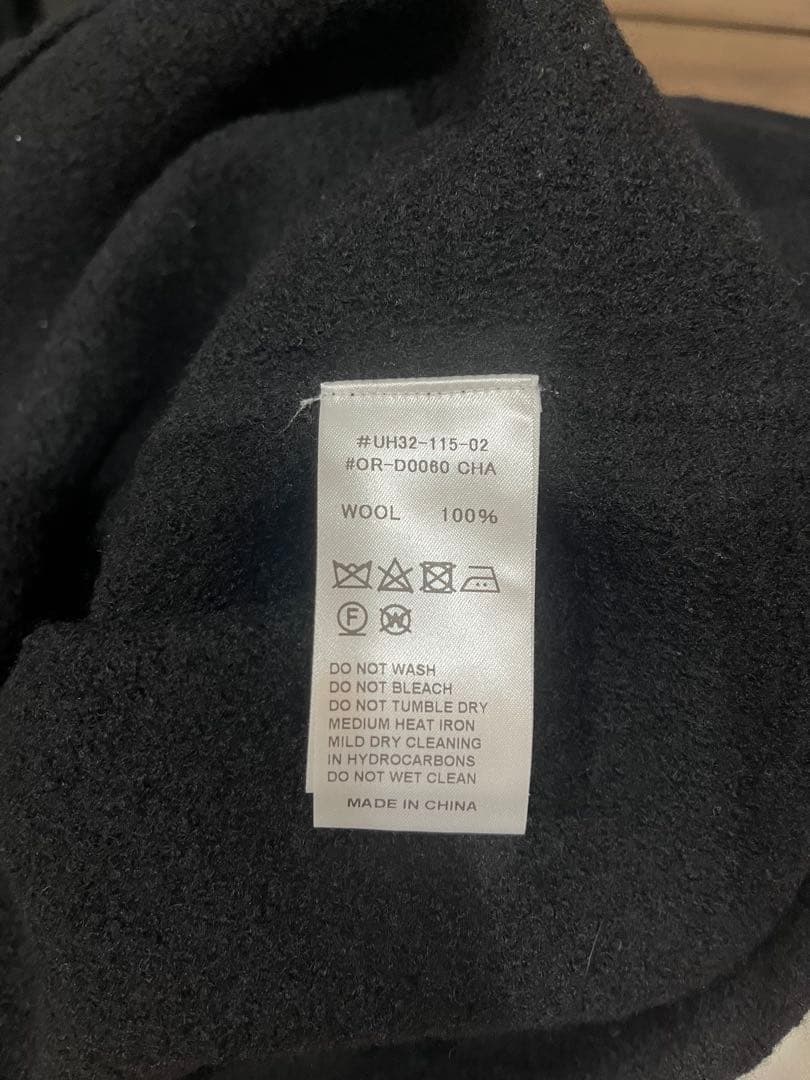 #UH32-115-02
#OR-D0060 CHA
WOOL 100%
F W
DO NOT WASH
DO NOT BLEACH
DO NOT TUMBLE DRY
MEDIUM HEAT IRON
MILD DRY CLEANING
IN HYDROCARBONS
DO NOT WET CLEAN
MADE IN CHINA